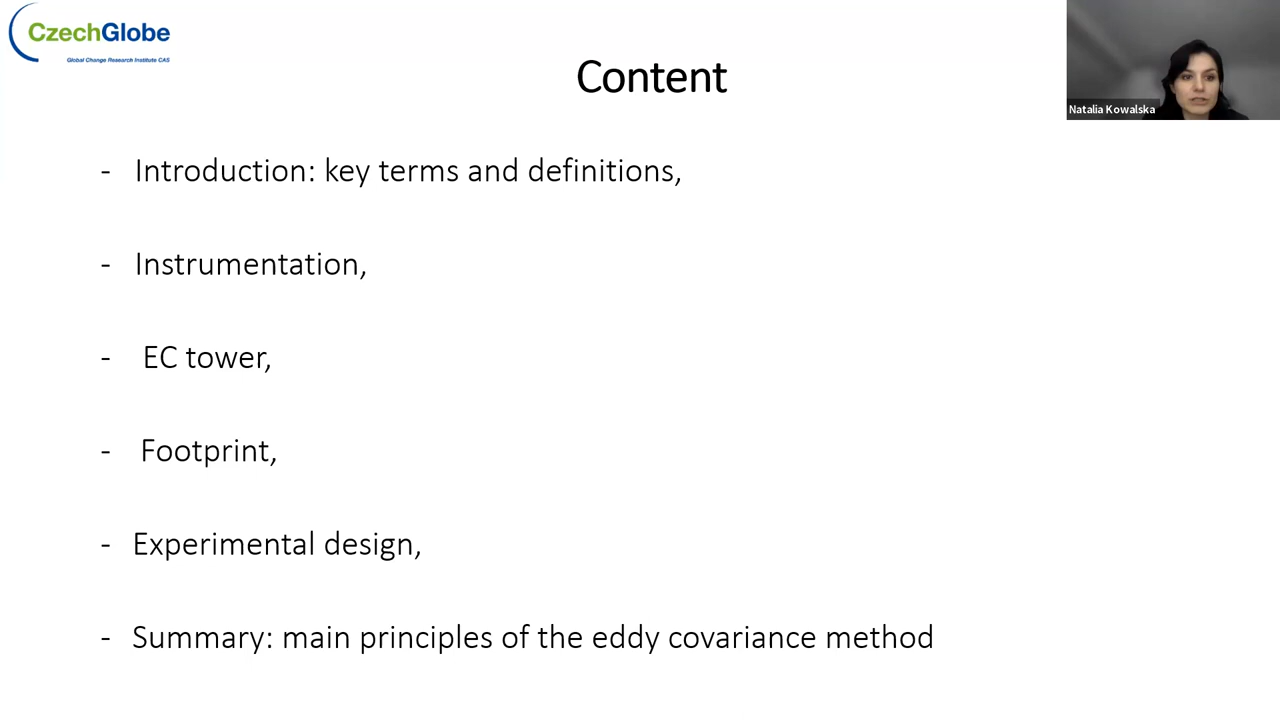 CzechGlobe
Global Change Research Institute CAS
Content
Natalia Kowalska
- Introduction: key terms and definitions,
- Instrumentation,
- EC tower,
- Footprint,
- Experimental design,
- Summary: main principles of the eddy covariance method